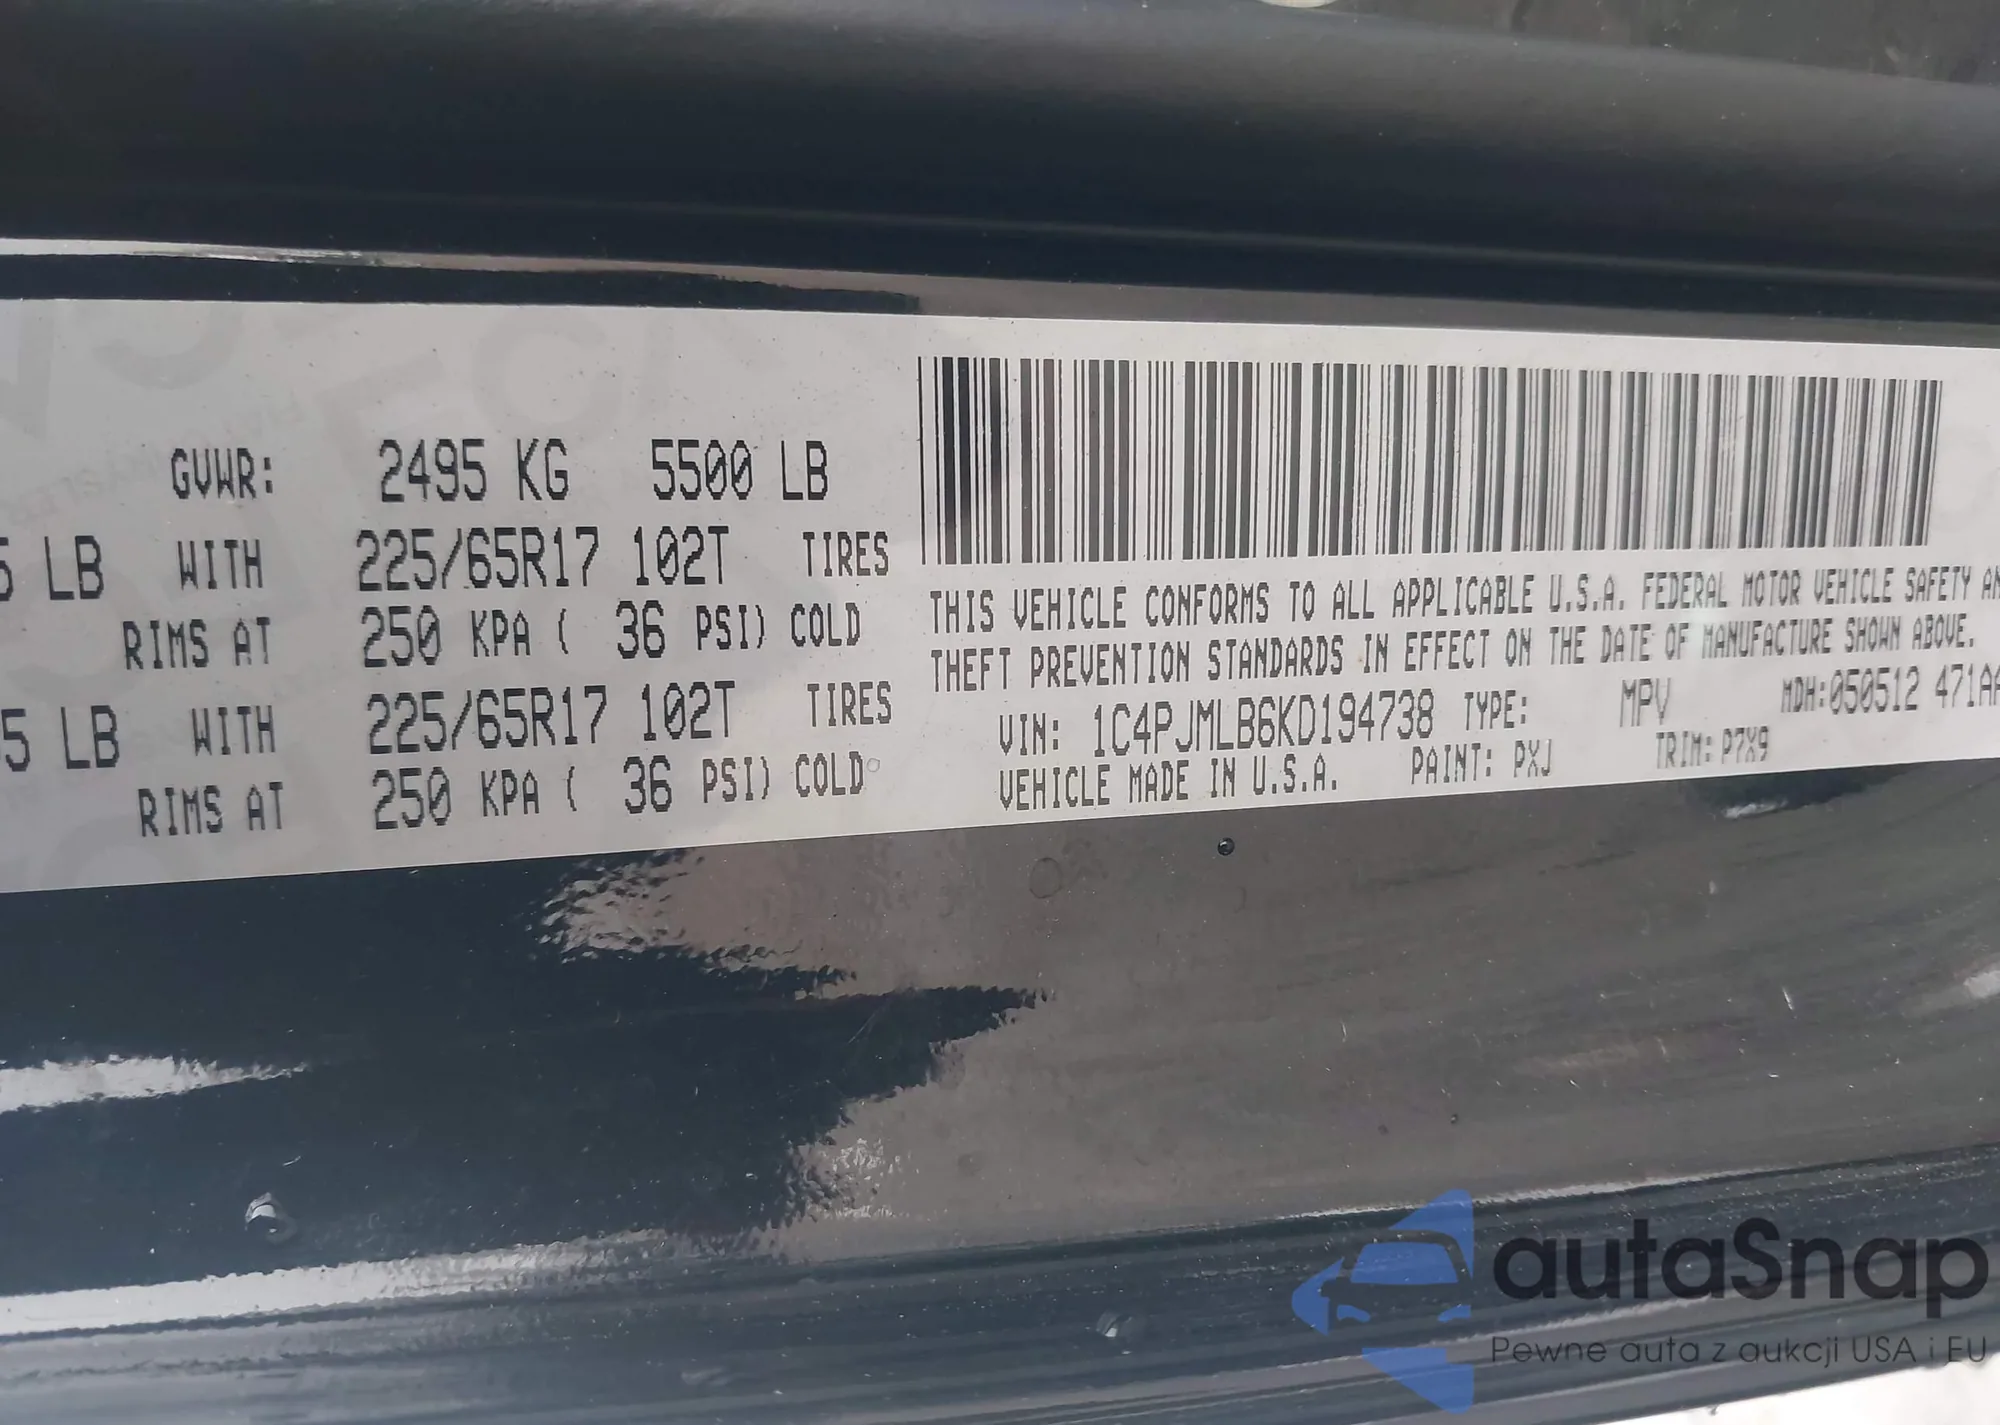 GVWR: 2495 KG 5500 LB
5 LB WITH 225/65R17 102T TIRES
RIMS AT 250 KPA ( 36 PSI) COLD
5 LB WITH 225/65R17 102T TIRES
RIMS AT 250 KPA ( 36 PSI) COLD
THIS VEHICLE CONFORMS TO ALL APPLICABLE U.S.A. FEDERAL MOTOR VEHICLE SAFETY AN
THEFT PREVENTION STANDARDS IN EFFECT ON THE DATE OF MANUFACTURE SHOWN ABOVE.
VIN: 1C4PJMLB6KD194738 TYPE: MPV MDH:050512 471AA
VEHICLE MADE IN U.S.A. PAINT: PXJ TRIM: P7X9
autaSnap
Pewne auta z aukcji USA i EU